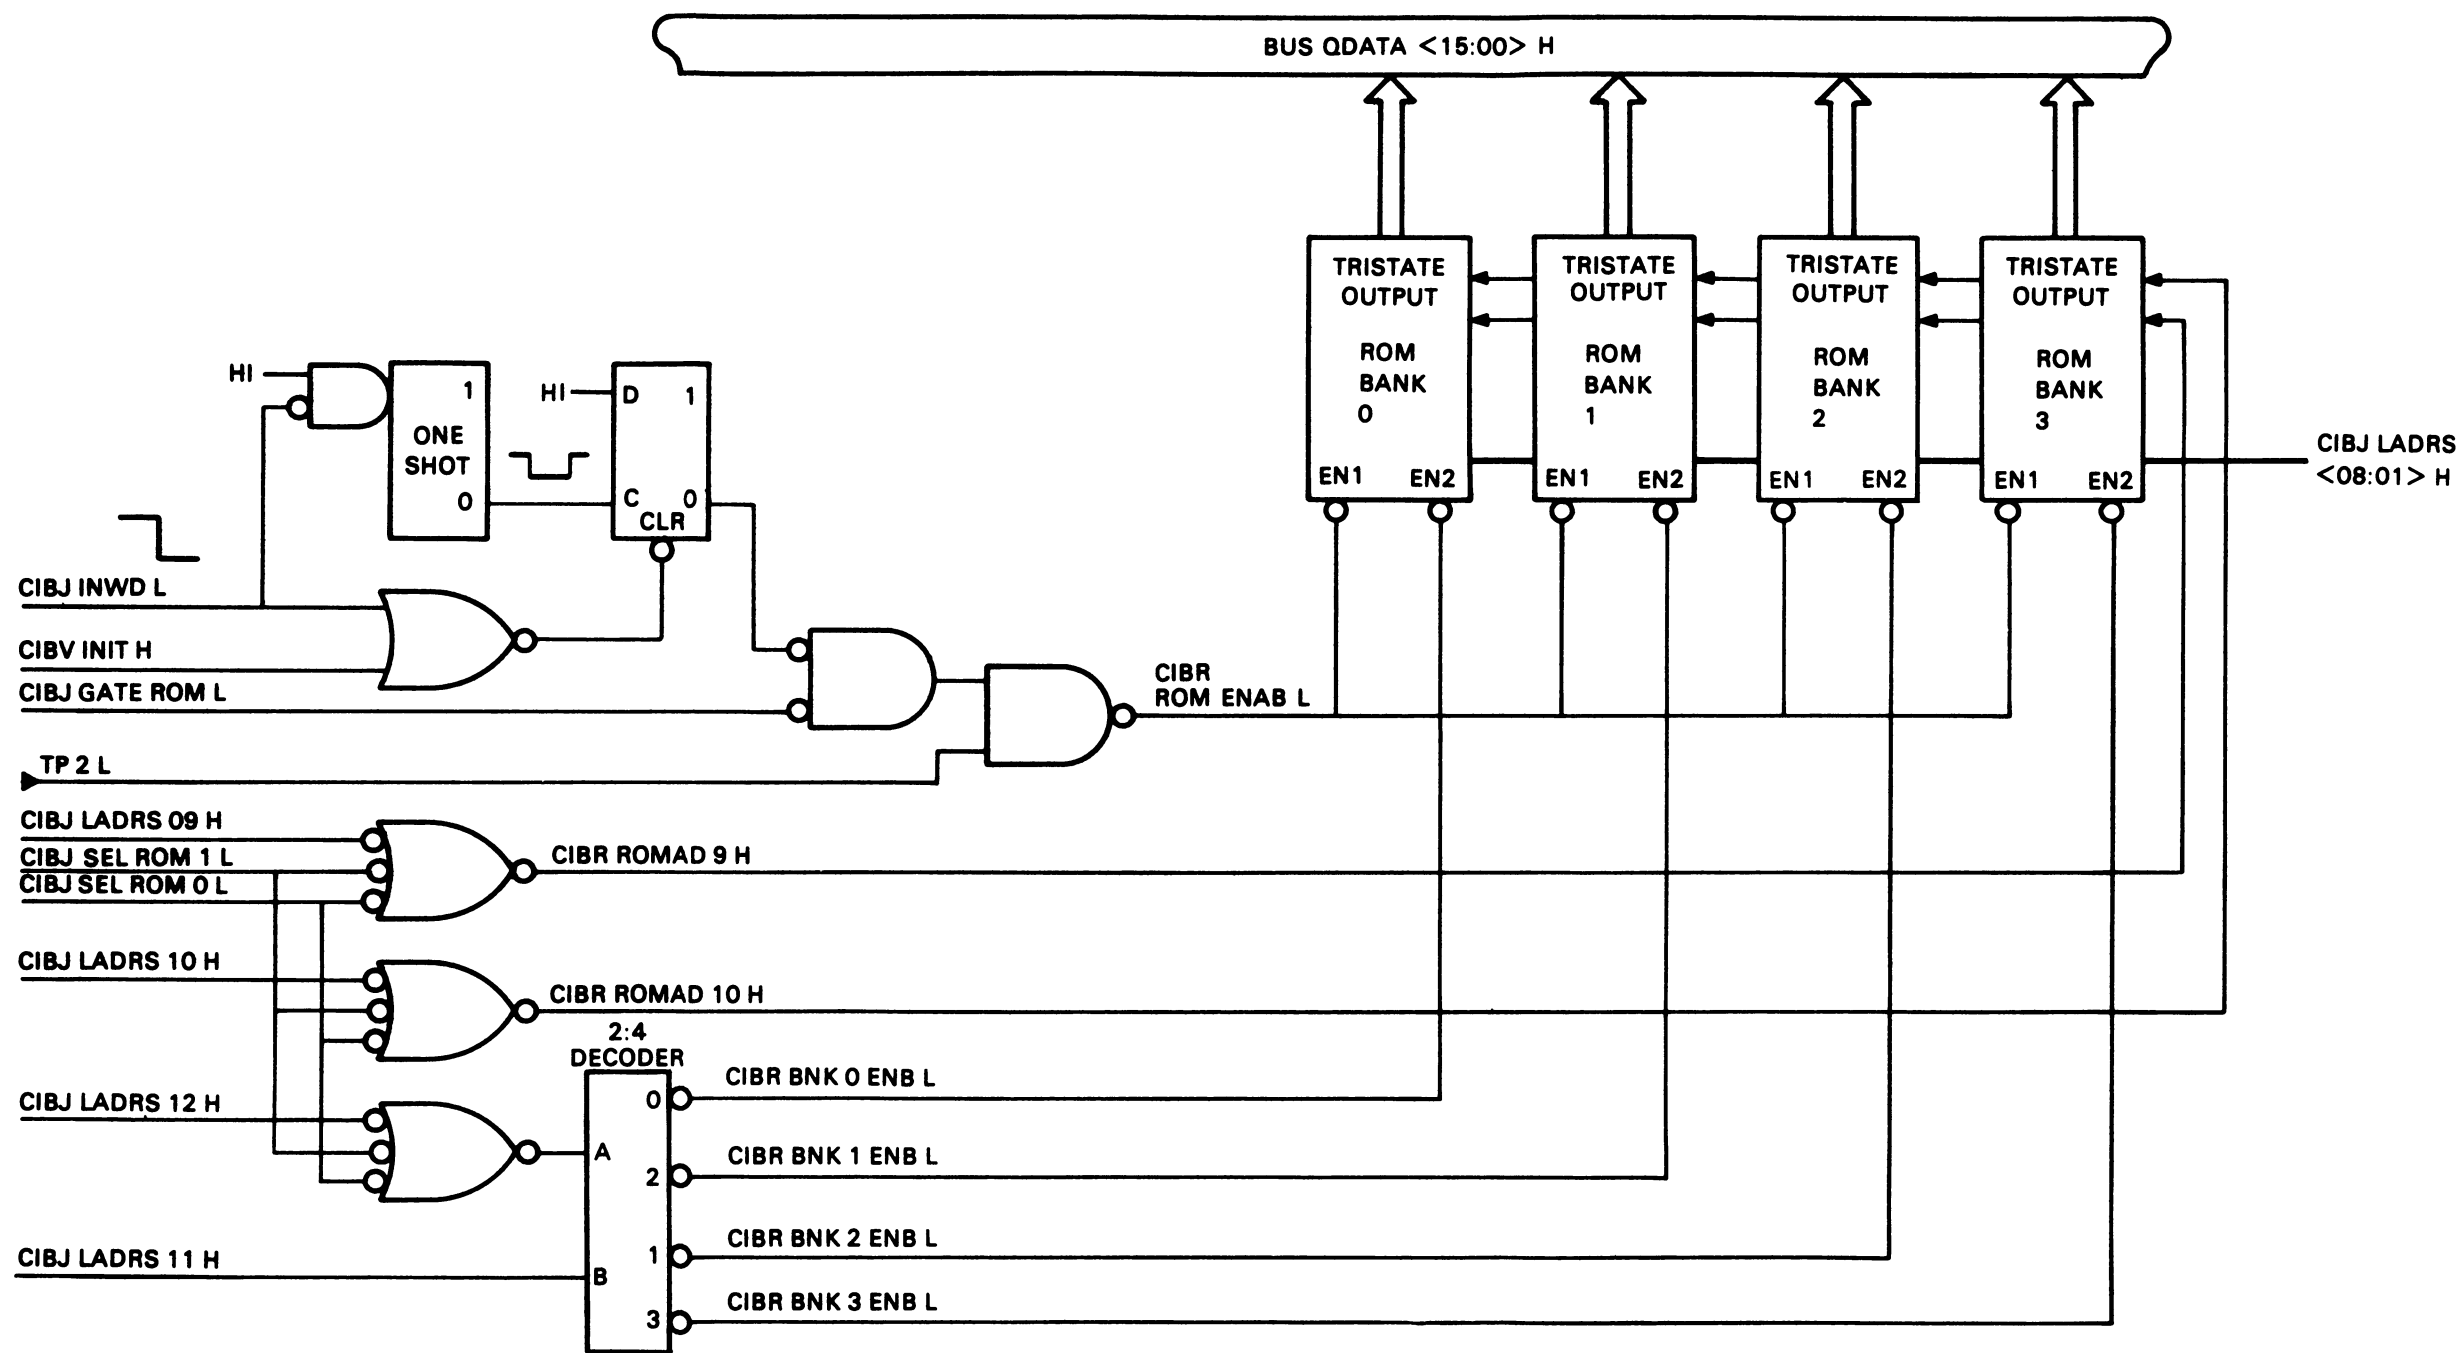 BUS QDATA <15:00> H
TRISTATE
OUTPUT
ROM
BANK
0
EN1 EN2
TRISTATE
OUTPUT
ROM
BANK
1
EN1 EN2
TRISTATE
OUTPUT
ROM
BANK
2
EN1 EN2
TRISTATE
OUTPUT
ROM
BANK
3
EN1 EN2
CIBJ LADRS
<08:01> H
HI
1
ONE
SHOT
0
HI
D 1
C 0
CLR
CIBJ INWD L
CIBV INIT H
CIBJ GATE ROM L
TP 2 L
CIBR
ROM ENAB L
CIBJ LADRS 09 H
CIBJ SEL ROM 1 L
CIBJ SEL ROM 0 L
CIBR ROMAD 9 H
CIBJ LADRS 10 H
CIBR ROMAD 10 H
2:4
DECODER
CIBJ LADRS 12 H
A
CIBJ LADRS 11 H
B
0
CIBR BNK 0 ENB L
2
CIBR BNK 1 ENB L
1
CIBR BNK 2 ENB L
3
CIBR BNK 3 ENB L